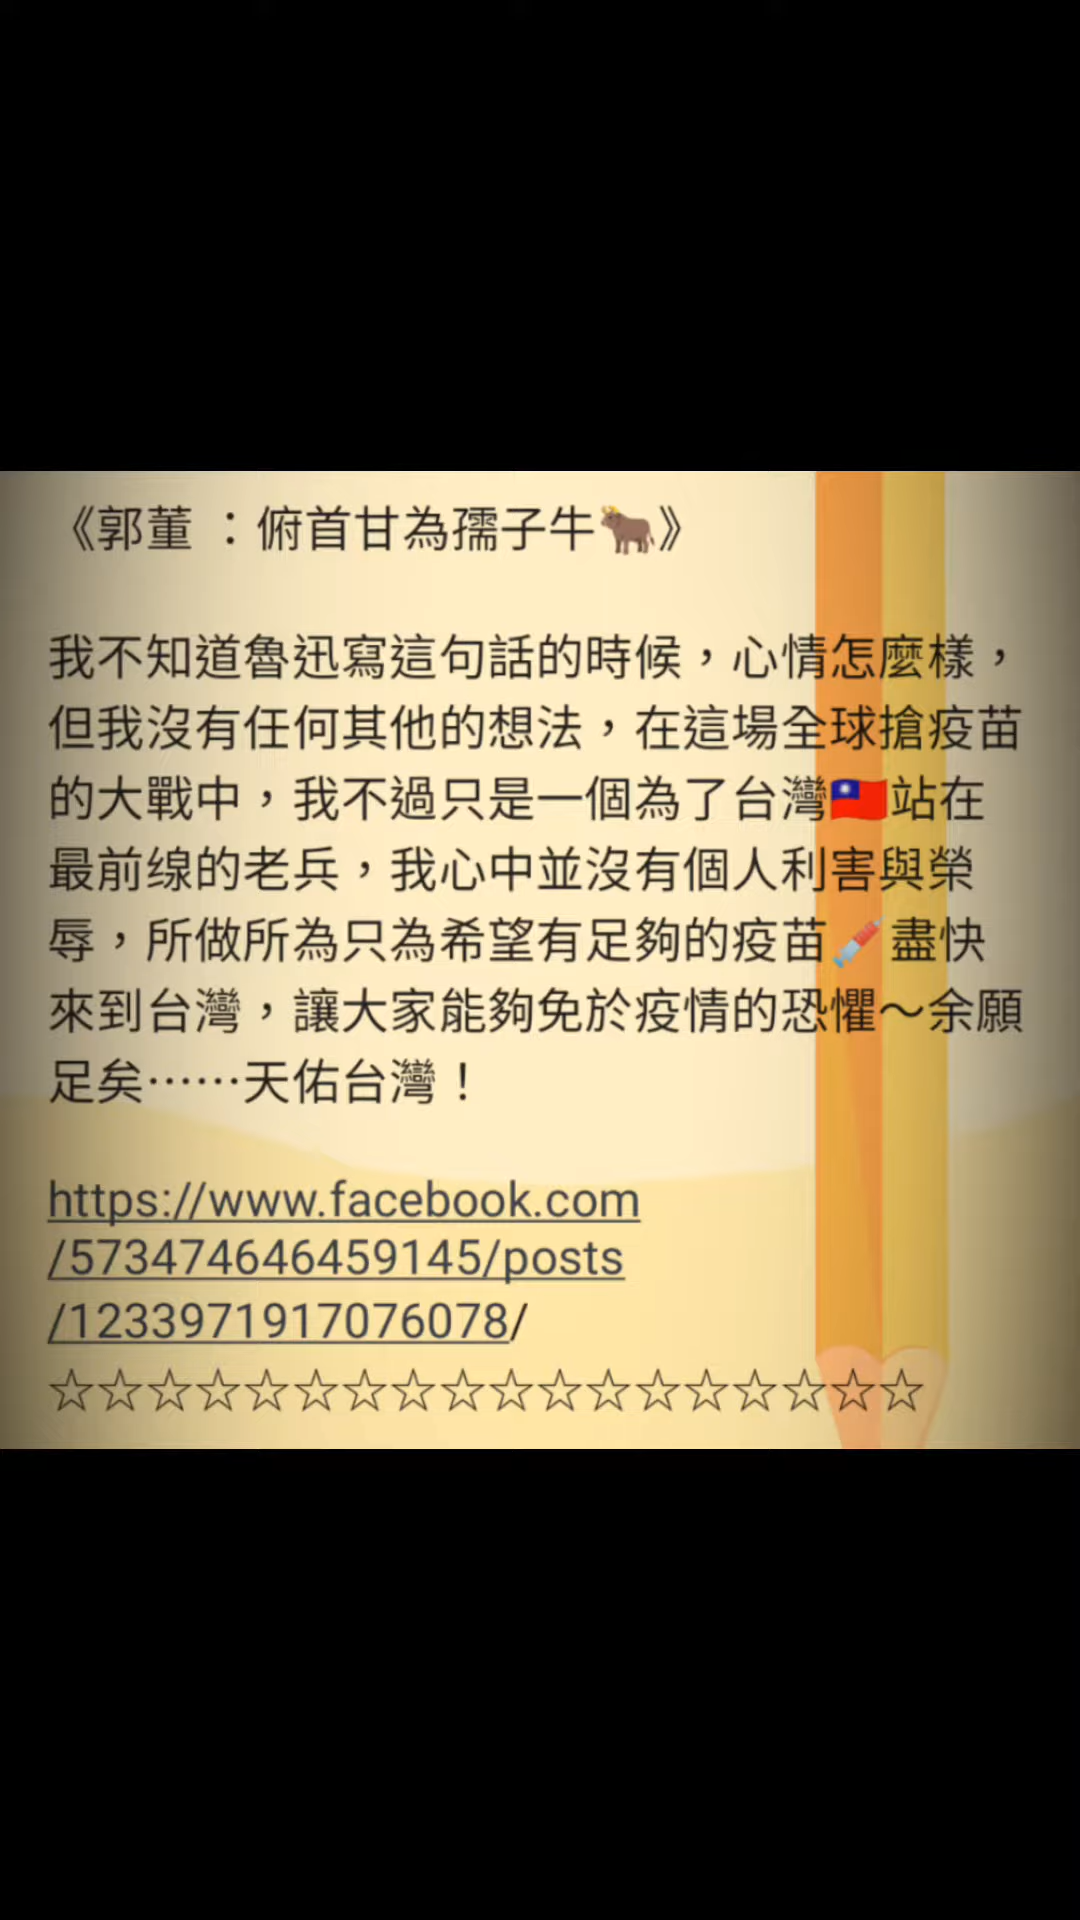 《郭董 ：俯首甘為孺子牛🐂》
我不知道魯迅寫這句話的時候，心情怎麼樣，
但我沒有任何其他的想法，在這場全球搶疫苗
的大戰中，我不過只是一個為了台灣🇹🇼站在
最前线的老兵，我心中並沒有個人利害與榮
辱，所做所為只為希望有足夠的疫苗💉盡快
來到台灣，讓大家能夠免於疫情的恐懼～余願
足矣⋯⋯天佑台灣！
https://www.facebook.com
/573474646459145/posts
/1233971917076078/
☆☆☆☆☆☆☆☆☆☆☆☆☆☆☆☆☆☆